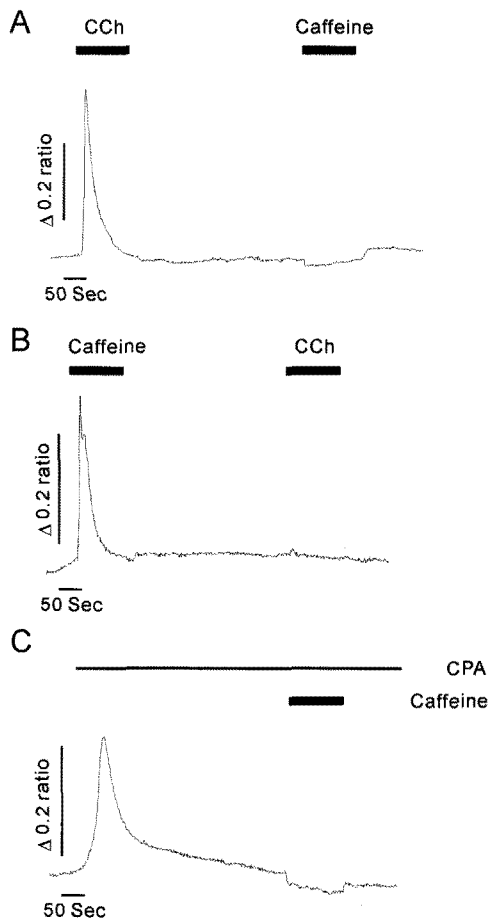 A
CCh Caffeine
Δ 0.2 ratio
50 Sec
B
Caffeine CCh
Δ 0.2 ratio
50 Sec
C
CPA
Caffeine
Δ 0.2 ratio
50 Sec